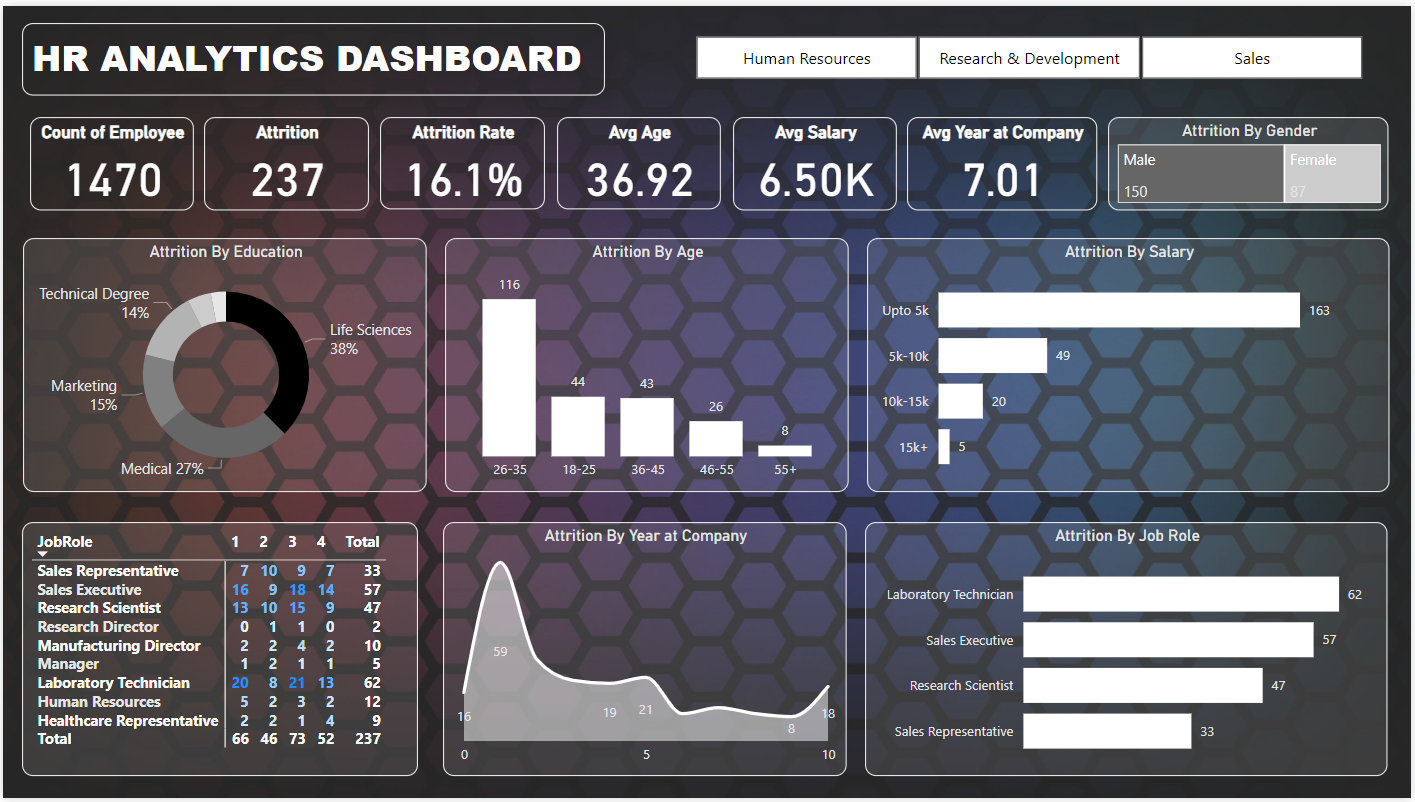 HR ANALYTICS DASHBOARD
Human Resources
Research & Development
Sales
Count of Employee
1470
Attrition
237
Attrition Rate
16.1%
Avg Age
36.92
Avg Salary
6.50K
Avg Year at Company
7.01
Attrition By Gender
Male
150
Female
87
Attrition By Education
Technical Degree
14%
Life Sciences
38%
Marketing
15%
Medical 27%
Attrition By Age
116
44
43
26
8
26-35 18-25 36-45 46-55 55+
Attrition By Salary
Upto 5k 163
5k-10k 49
10k-15k 20
15k+ 5
JobRole 1 2 3 4 Total
Sales Representative 7 10 9 7 33
Sales Executive 16 9 18 14 57
Research Scientist 13 10 15 9 47
Research Director 0 1 1 0 2
Manufacturing Director 2 2 4 2 10
Manager 1 2 1 1 5
Laboratory Technician 20 8 21 13 62
Human Resources 5 2 3 2 12
Healthcare Representative 2 2 1 4 9
Total 66 46 73 52 237
Attrition By Year at Company
59
16 19 21 8 18
0 5 10
Attrition By Job Role
Laboratory Technician 62
Sales Executive 57
Research Scientist 47
Sales Representative 33